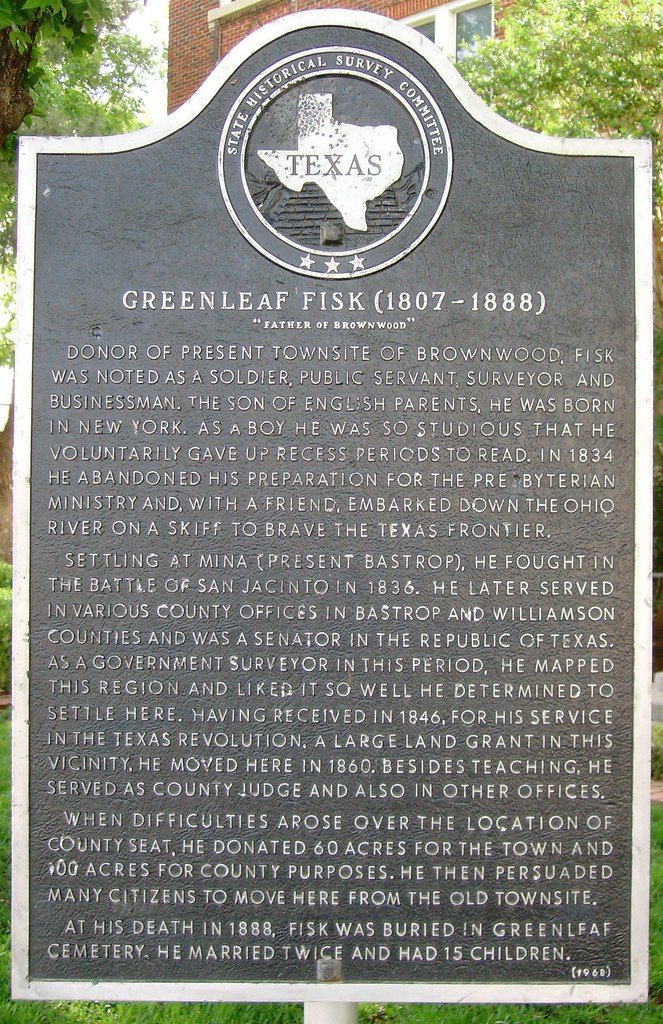 STATE HISTORICAL SURVEY COMMITTEE
TEXAS
GREENLEAF FISK (1807-1888)
"FATHER OF BROWNWOOD"
DONOR OF PRESENT TOWNSITE OF BROWNWOOD, FISK
WAS NOTED AS A SOLDIER, PUBLIC SERVANT, SURVEYOR AND
BUSINESSMAN. THE SON OF ENGLISH PARENTS, HE WAS BORN
IN NEW YORK. AS A BOY HE WAS SO STUDIOUS THAT HE
VOLUNTARILY GAVE UP RECESS PERIODS TO READ. IN 1834
HE ABANDONED HIS PREPARATION FOR THE PRE BYTERIAN
MINISTRY AND, WITH A FRIEND, EMBARKED DOWN THE OHIO
RIVER ON A SKIFF TO BRAVE THE TEXAS FRONTIER.
SETTLING AT MINA (PRESENT BASTROP), HE FOUGHT IN
THE BATTLE OF SAN JACINTO IN 1836. HE LATER SERVED
IN VARIOUS COUNTY OFFICES IN BASTROP AND WILLIAMSON
COUNTIES AND WAS A SENATOR IN THE REPUBLIC OF TEXAS.
AS A GOVERNMENT SURVEYOR IN THIS PERIOD, HE MAPPED
THIS REGION AND LIKED IT SO WELL HE DETERMINED TO
SETTLE HERE. HAVING RECEIVED IN 1846, FOR HIS SERVICE
IN THE TEXAS REVOLUTION, A LARGE LAND GRANT IN THIS
VICINITY, HE MOVED HERE IN 1860. BESIDES TEACHING, HE
SERVED AS COUNTY JUDGE AND ALSO IN OTHER OFFICES.
WHEN DIFFICULTIES AROSE OVER THE LOCATION OF
COUNTY SEAT, HE DONATED 60 ACRES FOR THE TOWN AND
100 ACRES FOR COUNTY PURPOSES. HE THEN PERSUADED
MANY CITIZENS TO MOVE HERE FROM THE OLD TOWNSITE.
AT HIS DEATH IN 1888, FISK WAS BURIED IN GREENLEAF
CEMETERY. HE MARRIED TWICE AND HAD 15 CHILDREN.
(1968)